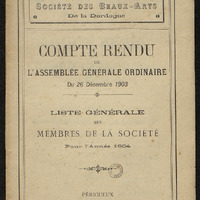 SOCIÉTÉ DES BEAUX-ARTS
De la Dordogne
COMPTE RENDU
DE
L'ASSEMBLÉE GÉNÉRALE ORDINAIRE
Du 26 Décembre 1903
LISTE GÉNÉRALE
DES
MEMBRES DE LA SOCIÉTÉ
Pour l'Année 1904
PÉRIGUEUX